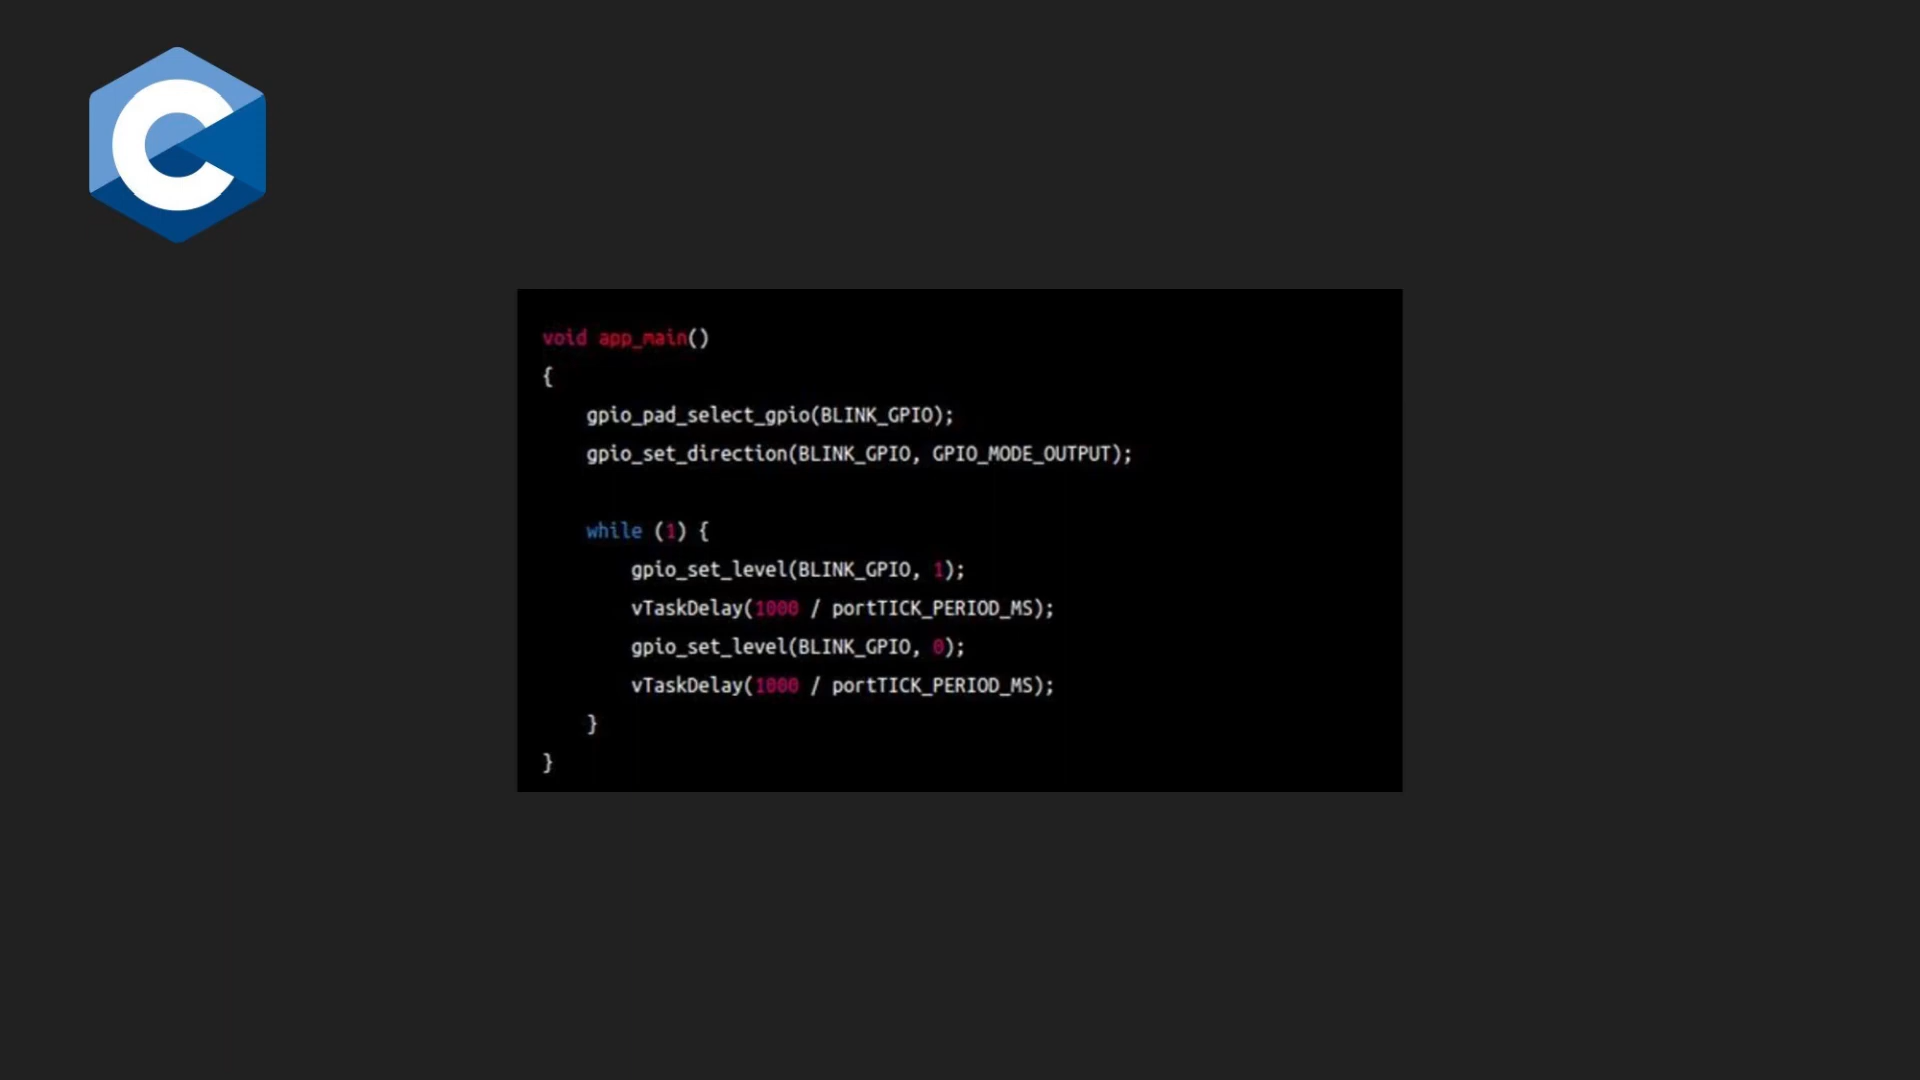 C
void app_main()
{
gpio_pad_select_gpio(BLINK_GPIO);
gpio_set_direction(BLINK_GPIO, GPIO_MODE_OUTPUT);
while (1) {
gpio_set_level(BLINK_GPIO, 1);
vTaskDelay(1000 / portTICK_PERIOD_MS);
gpio_set_level(BLINK_GPIO, 0);
vTaskDelay(1000 / portTICK_PERIOD_MS);
}
}